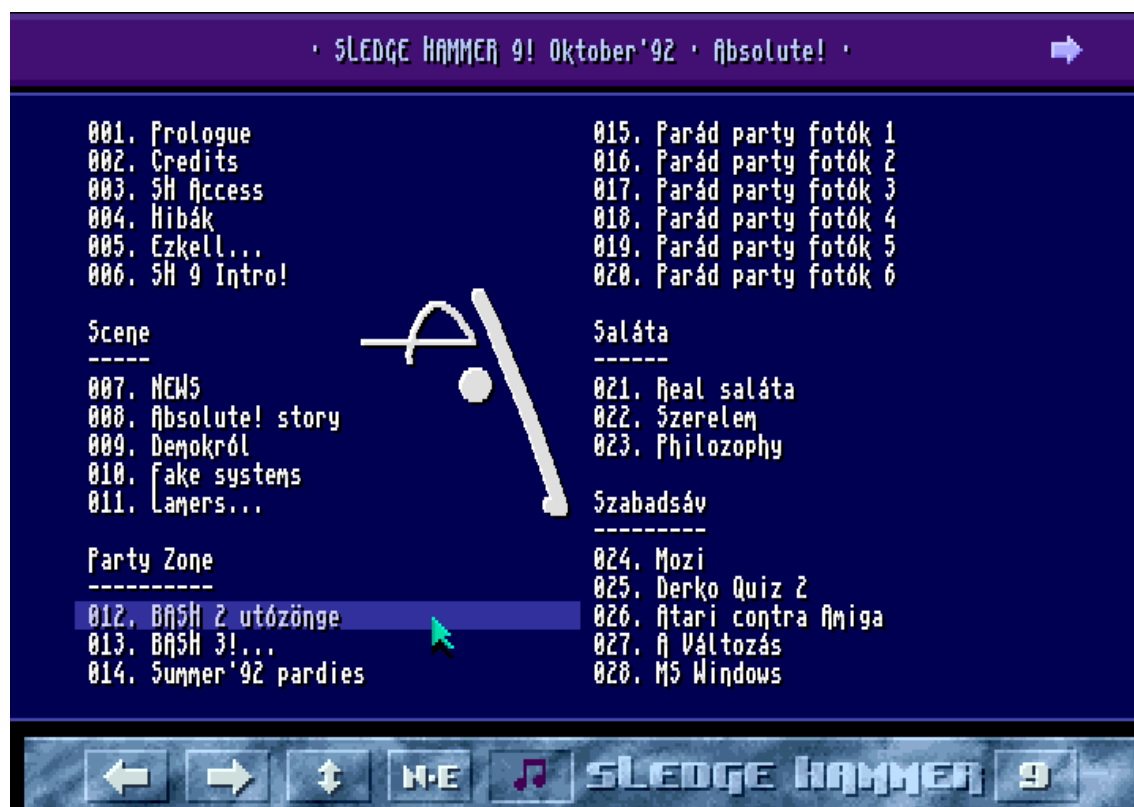 · SLEDGE HAMMER 9! Oktober'92 · Absolute! ·
001. Prologue
002. Credits
003. SH Access
004. Hibák
005. Ezkell...
006. SH 9 Intro!
Scene
-----
007. NEWS
008. Absolute! story
009. Demokról
010. Fake systems
011. Lamers...
Party Zone
----------
012. BASH 2 utózönge
013. BASH 3!...
014. Summer'92 pardies
015. Parád party fotók 1
016. Parád party fotók 2
017. Parád party fotók 3
018. Parád party fotók 4
019. Parád party fotók 5
020. Parád party fotók 6
Saláta
------
021. Real saláta
022. Szerelem
023. Philozophy
Szabadsáv
---------
024. Mozi
025. Derko Quiz 2
026. Atari contra Amiga
027. A Változás
028. MS Windows
N·E SLEDGE HAMMER 9